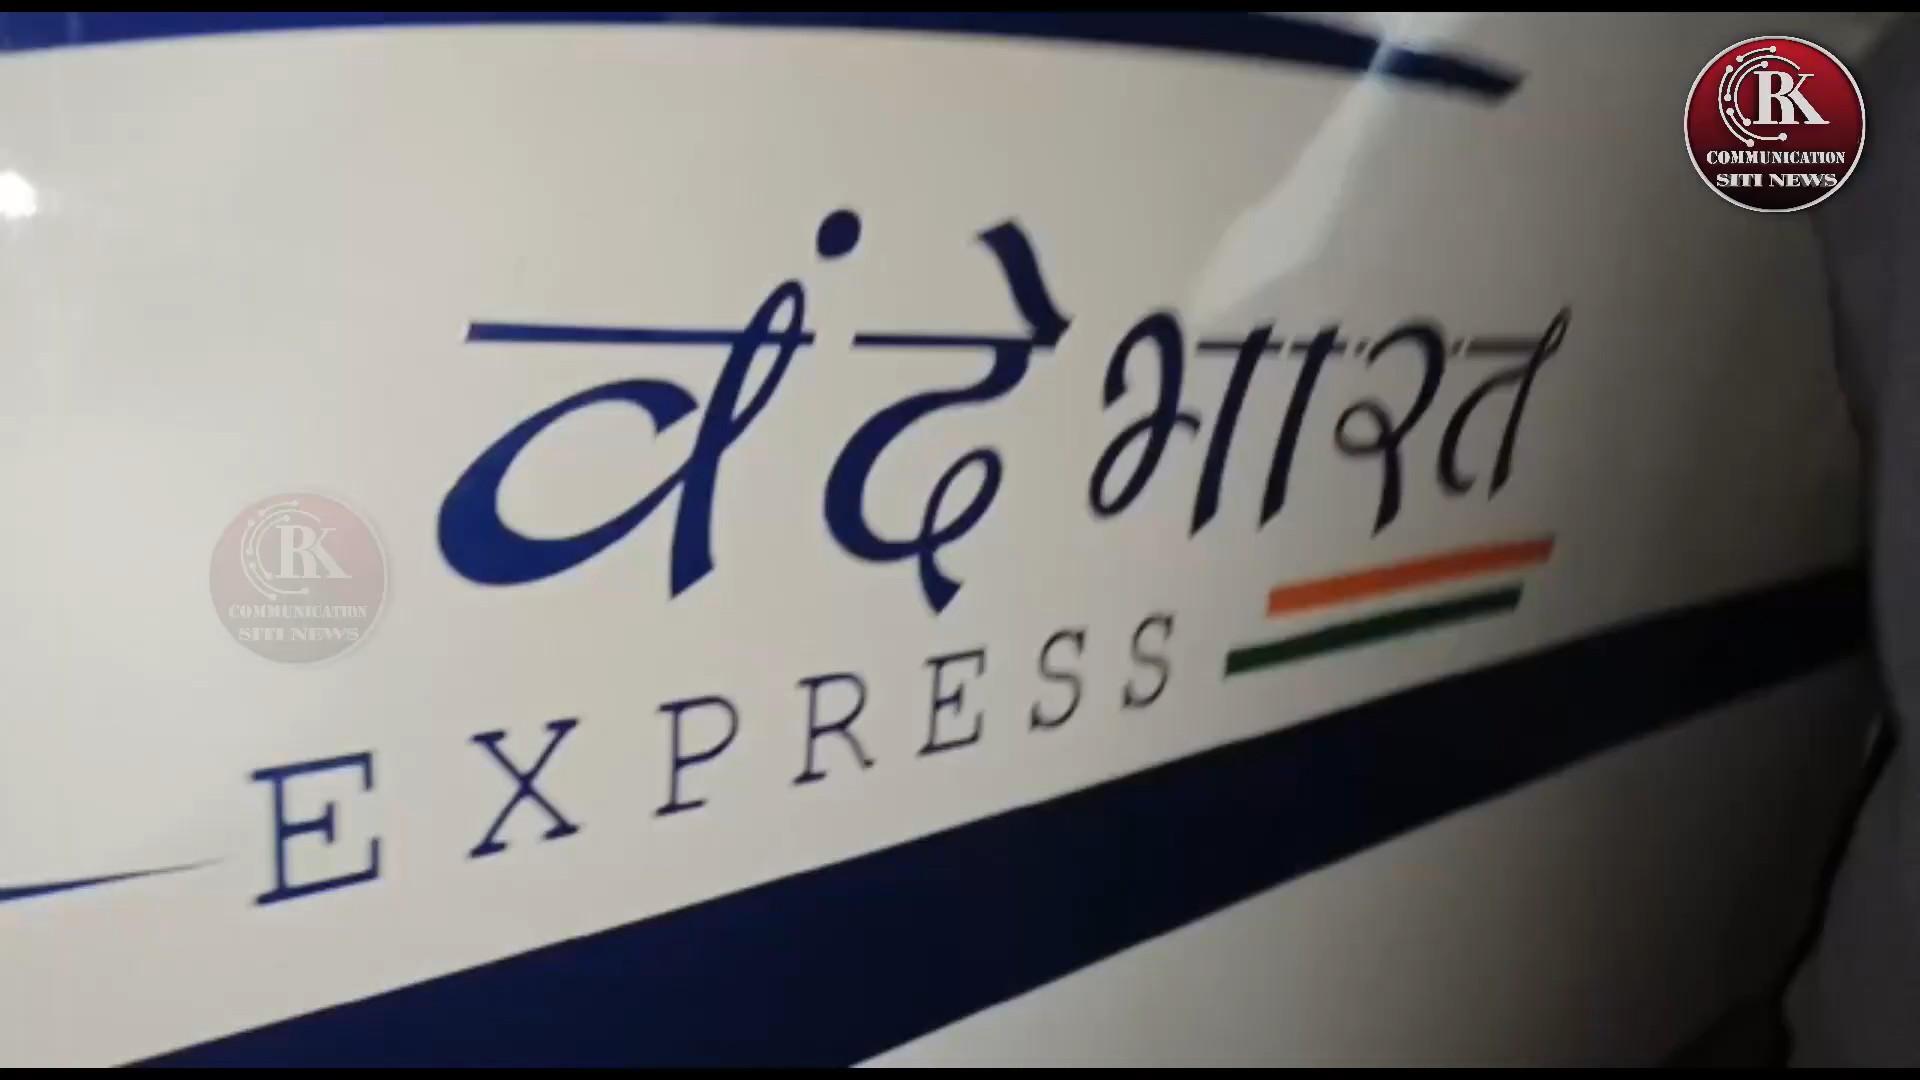 RK
COMMUNICATION
SITI NEWS
वंदे भारत
EXPRESS
RK
COMMUNICATION
SITI NEWS